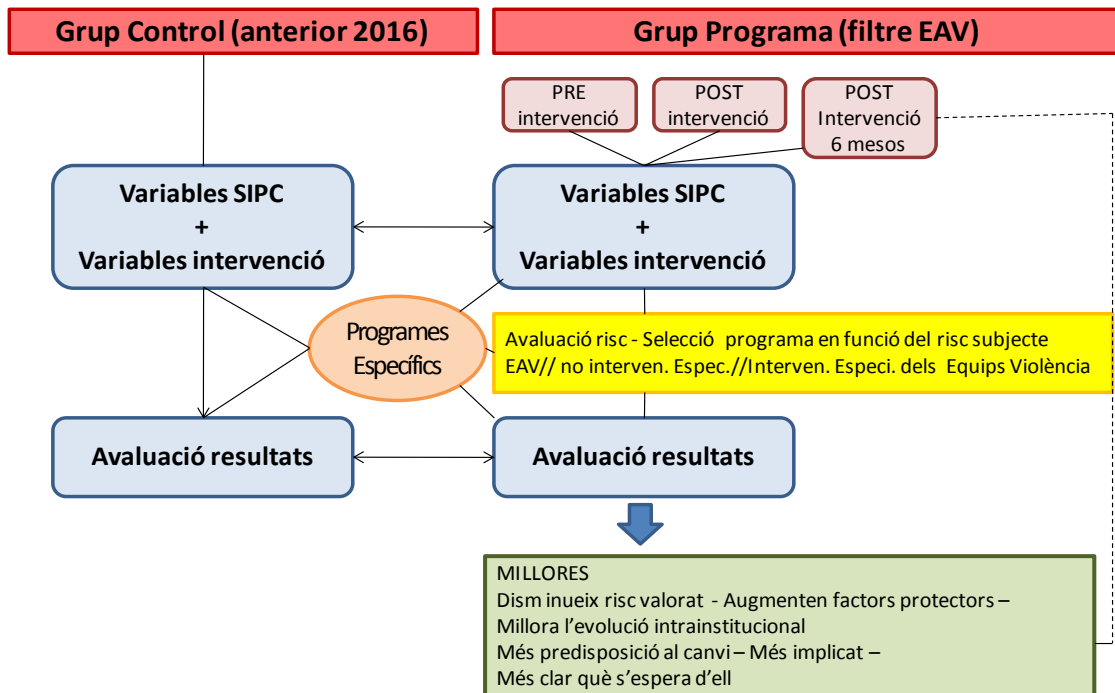 Grup Control (anterior 2016)
Grup Programa (filtre EAV)
PRE
intervenció
POST
intervenció
POST
Intervenció
6 mesos
Variables SIPC
+
Variables intervenció
Variables SIPC
+
Variables intervenció
Programes
Específics
Avaluació risc - Selecció programa en funció del risc subjecte
EAV// no interven. Espec.//Interven. Especi. dels Equips Violència
Avaluació resultats
Avaluació resultats
MILLORES
Dism inueix risc valorat - Augmenten factors protectors –
Millora l’evolució intrainstitucional
Més predisposició al canvi – Més implicat –
Més clar què s’espera d’ell